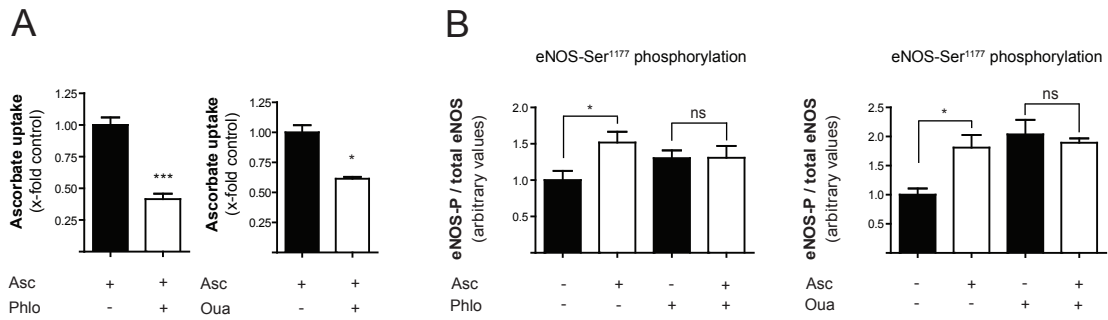 A
B
eNOS-Ser1177 phosphorylation
eNOS-Ser1177 phosphorylation
Ascorbate uptake
(x-fold control)
1.25
1.00
0.75
0.50
0.25
***
Asc + +
Phlo - +
Ascorbate uptake
(x-fold control)
1.25
1.00
0.75
0.50
0.25
*
Asc + +
Oua - +
eNOS-P / total eNOS
(arbitrary values)
2.0
1.5
1.0
0.5
*
ns
Asc - + - +
Phlo - - + +
eNOS-P / total eNOS
(arbitrary values)
2.5
2.0
1.5
1.0
0.5
*
ns
Asc - + - +
Oua - - + +